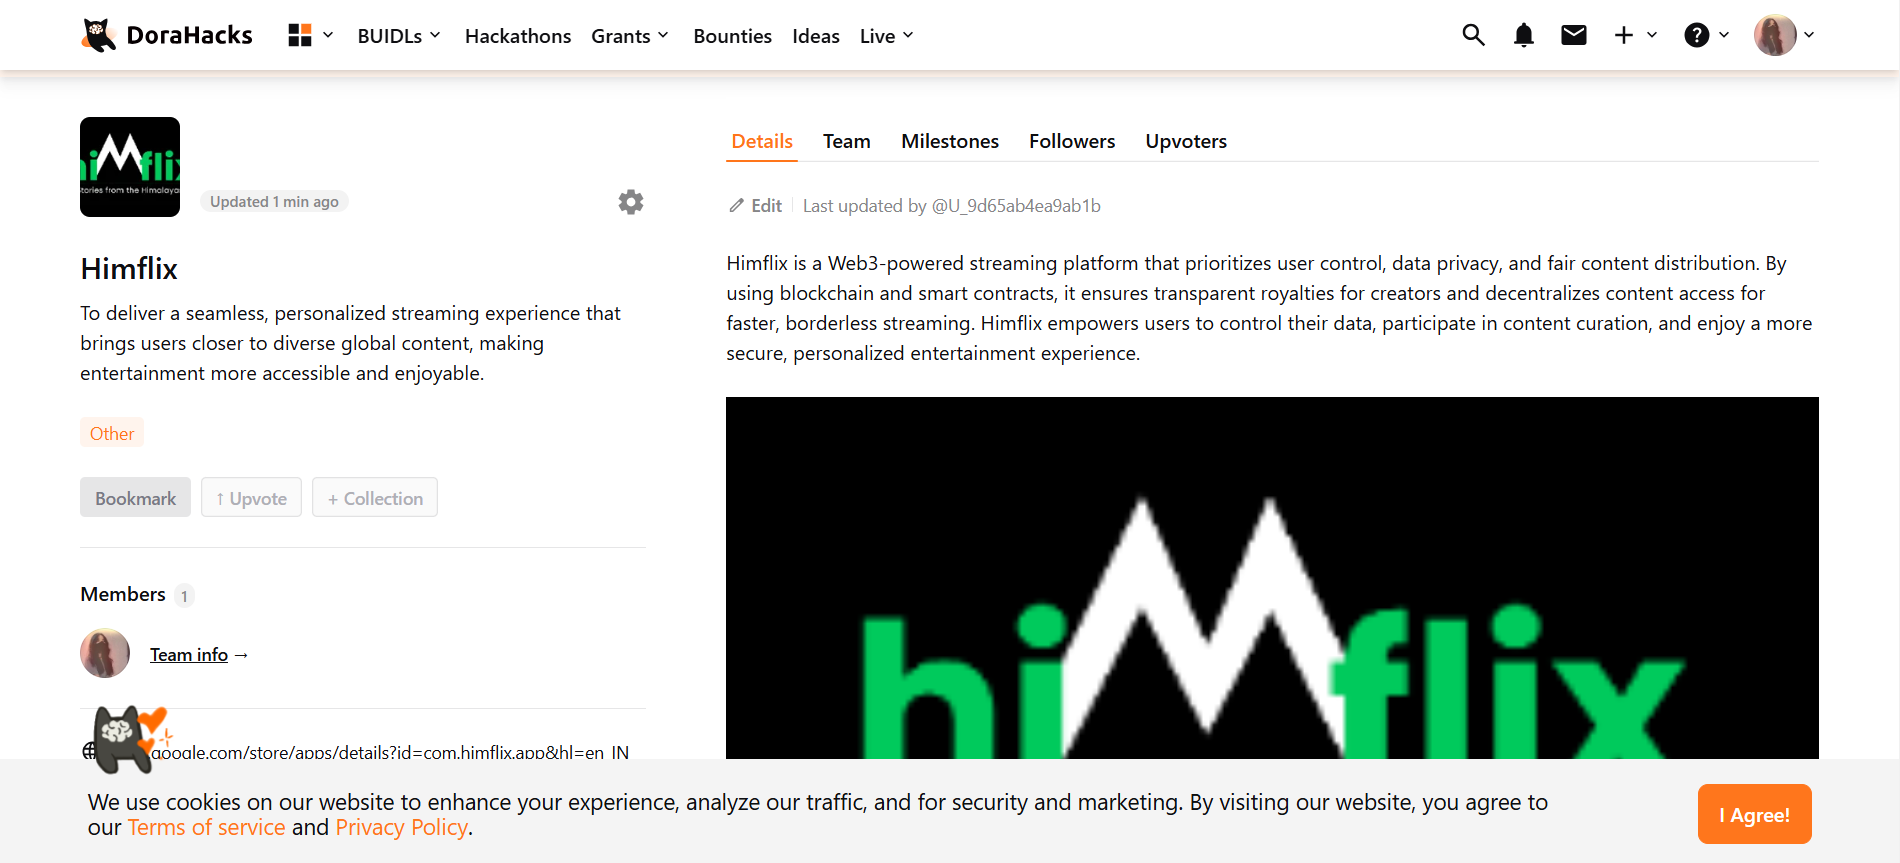 DoraHacks
BUIDLs
Hackathons
Grants
Bounties
Ideas
Live
himflix
tories from the Himalaya
Updated 1 min ago
Himflix
To deliver a seamless, personalized streaming experience that
brings users closer to diverse global content, making
entertainment more accessible and enjoyable.
Other
Bookmark
↑ Upvote
+ Collection
Members 1
Team info →
google.com/store/apps/details?id=com.himflix.app&hl=en_IN
Details
Team
Milestones
Followers
Upvoters
Edit
Last updated by @U_9d65ab4ea9ab1b
Himflix is a Web3-powered streaming platform that prioritizes user control, data privacy, and fair content distribution. By
using blockchain and smart contracts, it ensures transparent royalties for creators and decentralizes content access for
faster, borderless streaming. Himflix empowers users to control their data, participate in content curation, and enjoy a more
secure, personalized entertainment experience.
himflix
We use cookies on our website to enhance your experience, analyze our traffic, and for security and marketing. By visiting our website, you agree to
our Terms of service and Privacy Policy.
I Agree!